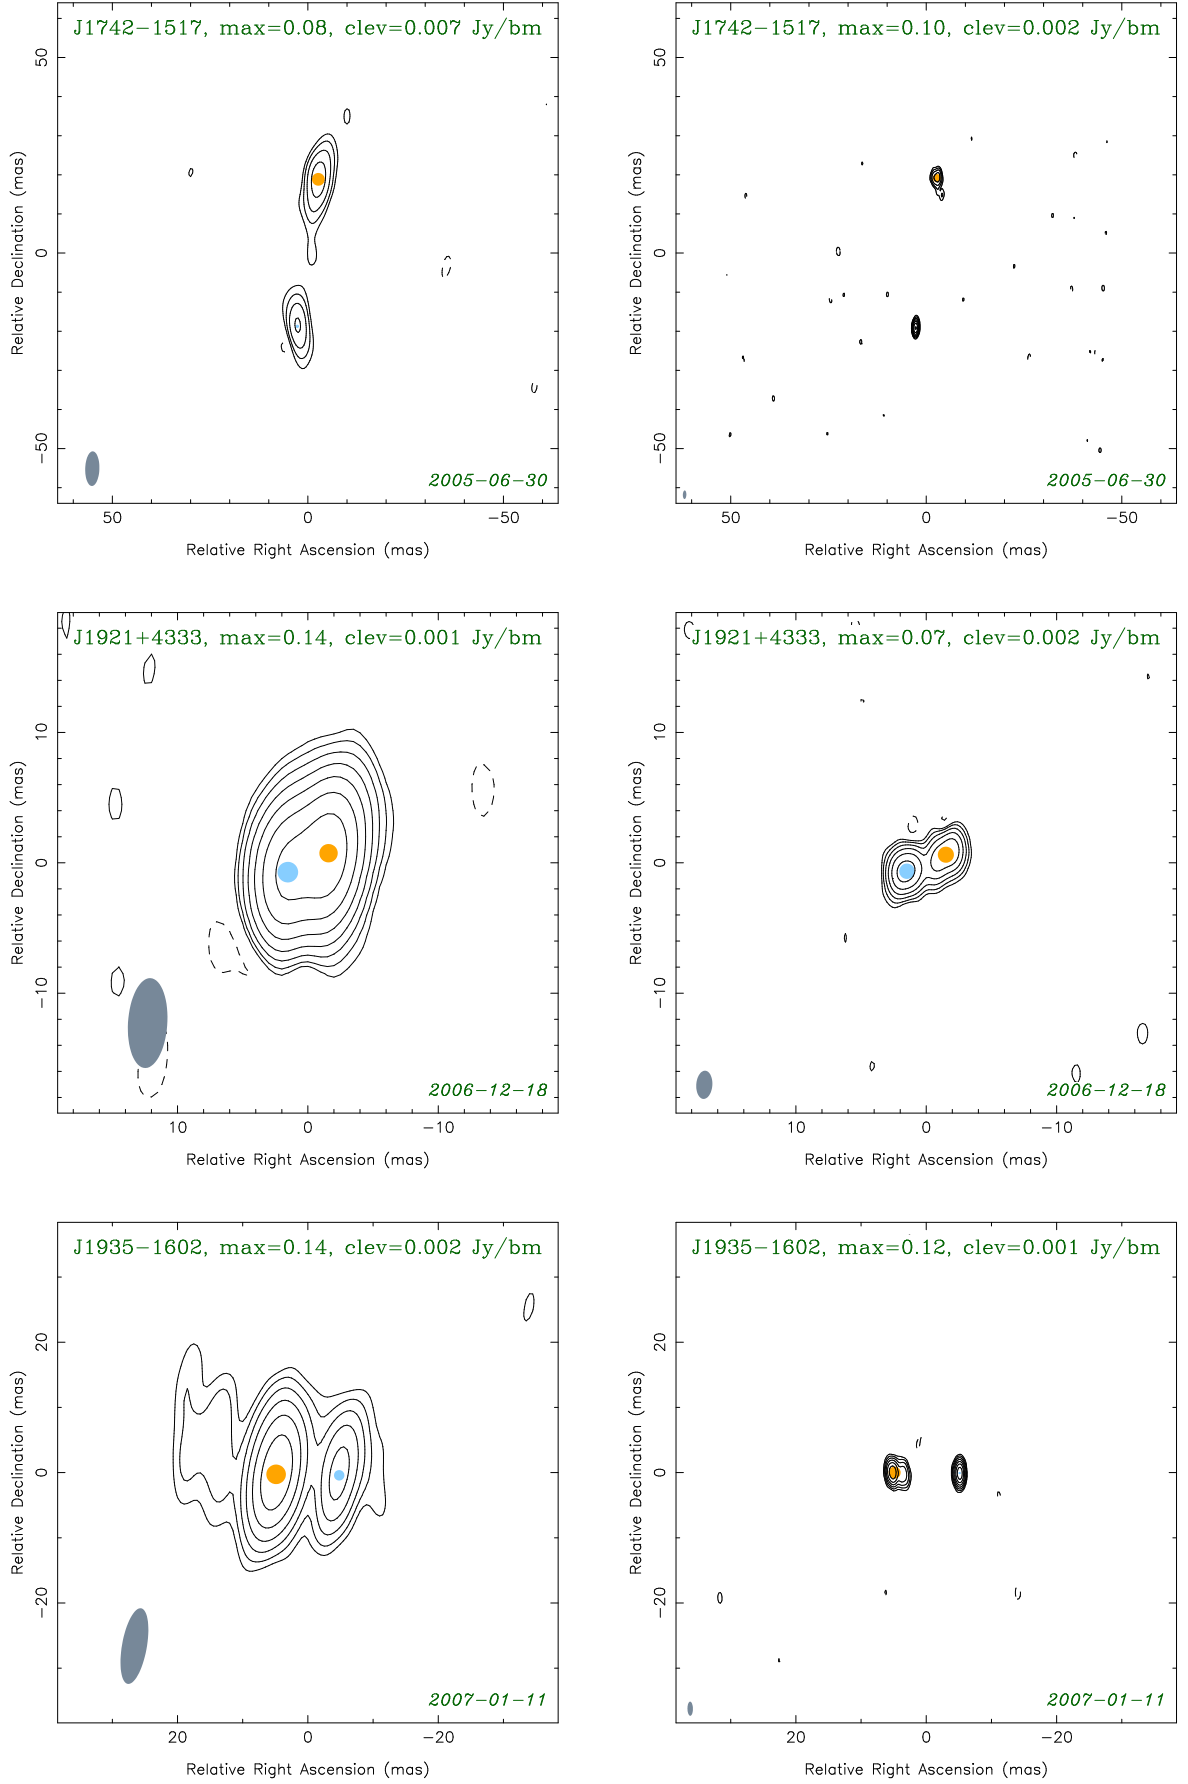 J1742−1517, max=0.08, clev=0.007 Jy/bm
50
0
−50
Relative Declination (mas)
2005−06−30
50 0 −50
Relative Right Ascension (mas)
J1742−1517, max=0.10, clev=0.002 Jy/bm
50
0
−50
Relative Declination (mas)
2005−06−30
50 0 −50
Relative Right Ascension (mas)
J1921+4333, max=0.14, clev=0.001 Jy/bm
10
0
−10
Relative Declination (mas)
2006−12−18
10 0 −10
Relative Right Ascension (mas)
J1921+4333, max=0.07, clev=0.002 Jy/bm
10
0
−10
Relative Declination (mas)
2006−12−18
10 0 −10
Relative Right Ascension (mas)
J1935−1602, max=0.14, clev=0.002 Jy/bm
20
0
−20
Relative Declination (mas)
2007−01−11
20 0 −20
Relative Right Ascension (mas)
J1935−1602, max=0.12, clev=0.001 Jy/bm
20
0
−20
Relative Declination (mas)
2007−01−11
20 0 −20
Relative Right Ascension (mas)